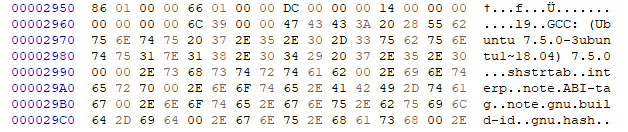 00002950 86 01 00 00 66 01 00 00 DC 00 00 00 14 00 00 00 †...f...Ü.......
00002960 00 00 00 00 6C 39 00 00 47 43 43 3A 20 28 55 62 ....l9..GCC: (Ub
00002970 75 6E 74 75 20 37 2E 35 2E 30 2D 33 75 62 75 6E untu 7.5.0-3ubun
00002980 74 75 31 7E 31 38 2E 30 34 29 20 37 2E 35 2E 30 tu1~18.04) 7.5.0
00002990 00 00 2E 73 68 73 74 72 74 61 62 00 2E 69 6E 74 ...shstrtab..int
000029A0 65 72 70 00 2E 6E 6F 74 65 2E 41 42 49 2D 74 61 erp..note.ABI-ta
000029B0 67 00 2E 6E 6F 74 65 2E 67 6E 75 2E 62 75 69 6C g..note.gnu.buil
000029C0 64 2D 69 64 00 2E 67 6E 75 2E 68 61 73 68 00 2E d-id..gnu.hash..